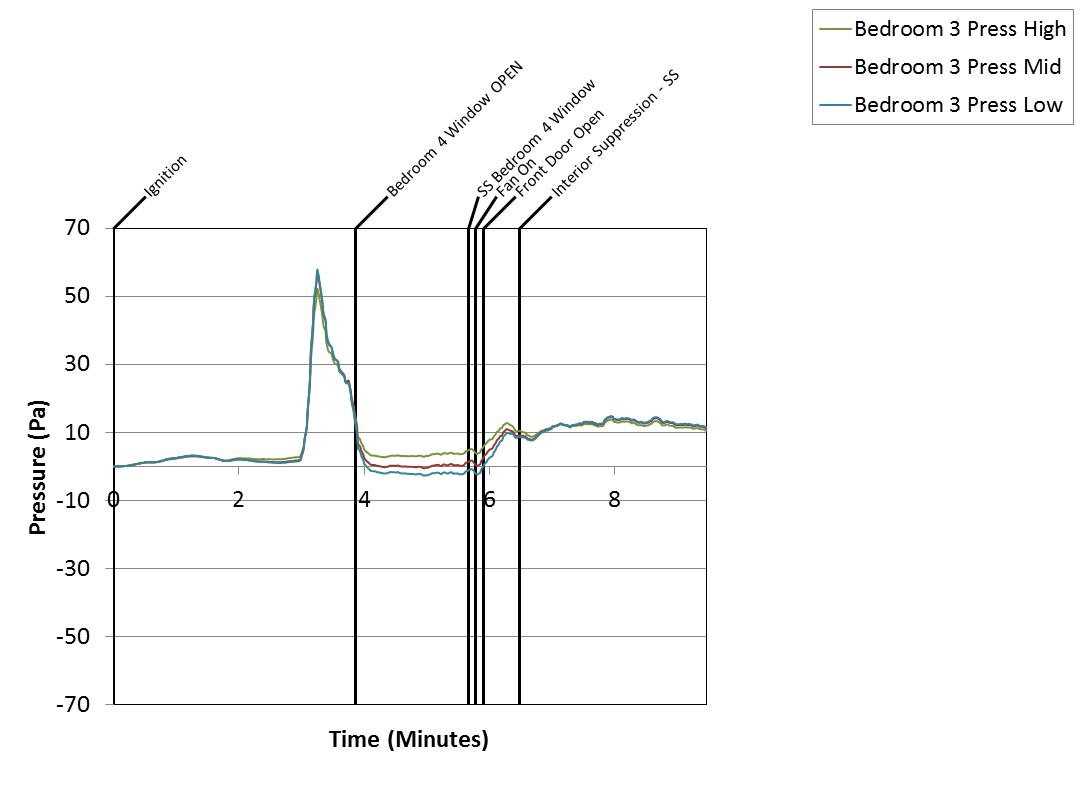 Bedroom 3 Press High
Bedroom 3 Press Mid
Bedroom 3 Press Low
Ignition
Bedroom 4 Window OPEN
SS Bedroom 4 Window
Fan On
Front Door Open
Interior Suppression - SS
70
50
30
10
-10
-30
-50
-70
0
2
4
6
8
Pressure (Pa)
Time (Minutes)